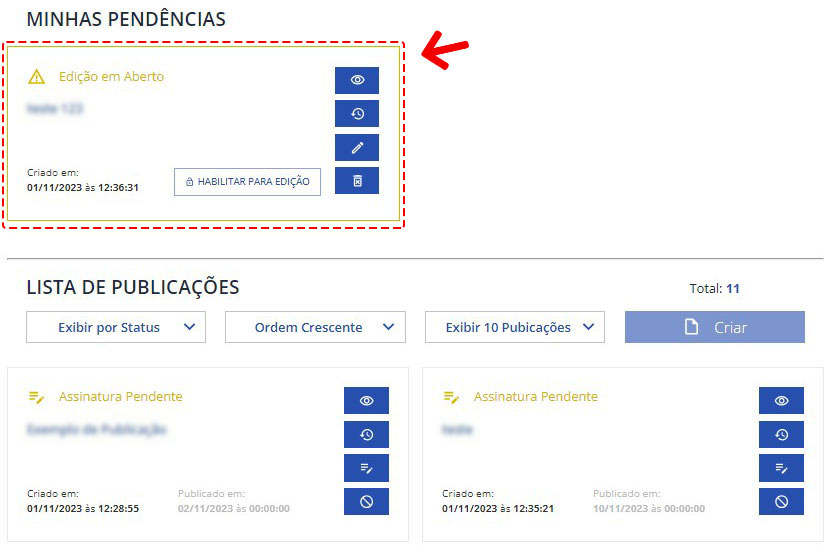 MINHAS PENDÊNCIAS
Edição em Aberto
teste 123
Criado em:
01/11/2023 às 12:36:31
HABILITAR PARA EDIÇÃO
LISTA DE PUBLICAÇÕES
Total: 11
Exibir por Status
Ordem Crescente
Exibir 10 Pubicações
Criar
Assinatura Pendente
Exemplo de Publicação
Criado em:
01/11/2023 às 12:28:55
Publicado em:
02/11/2023 às 00:00:00
Assinatura Pendente
teste
Criado em:
01/11/2023 às 12:35:21
Publicado em:
10/11/2023 às 00:00:00